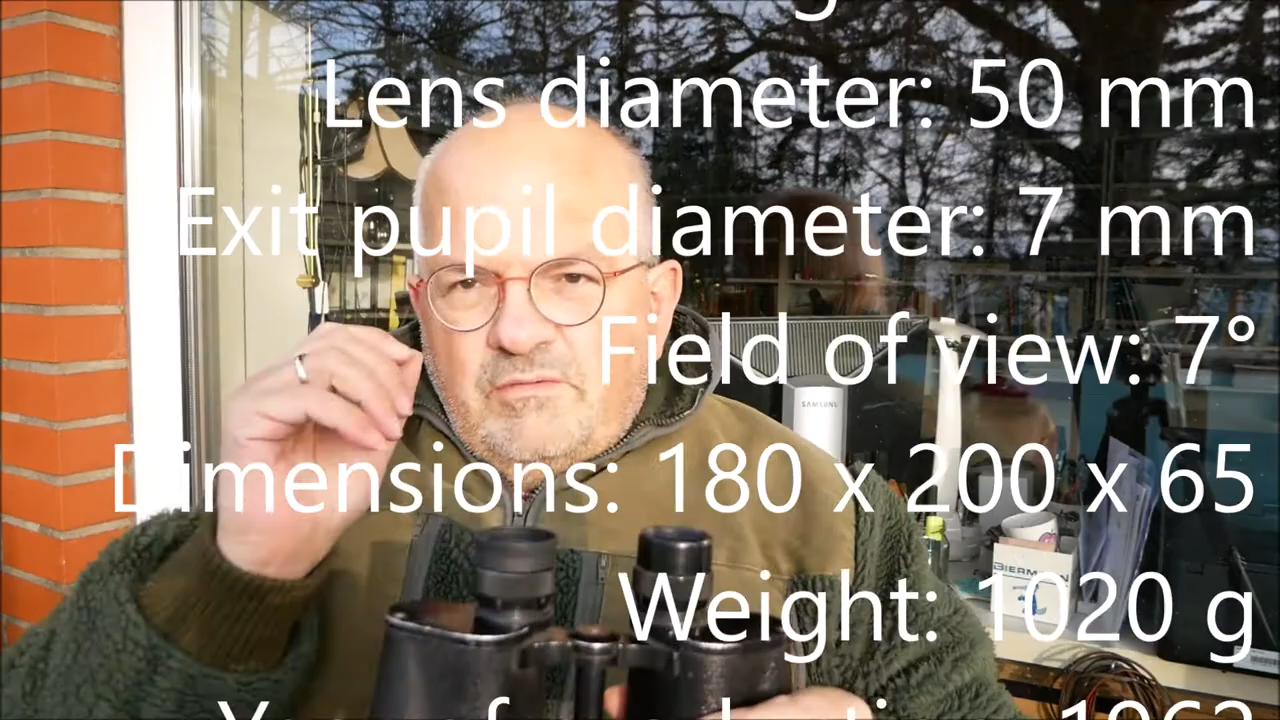 Lens diameter: 50 mm
Exit pupil diameter: 7 mm
Field of view: 7°
SAMSUNG
Dimensions: 180 x 200 x 65
Weight: 1020 g